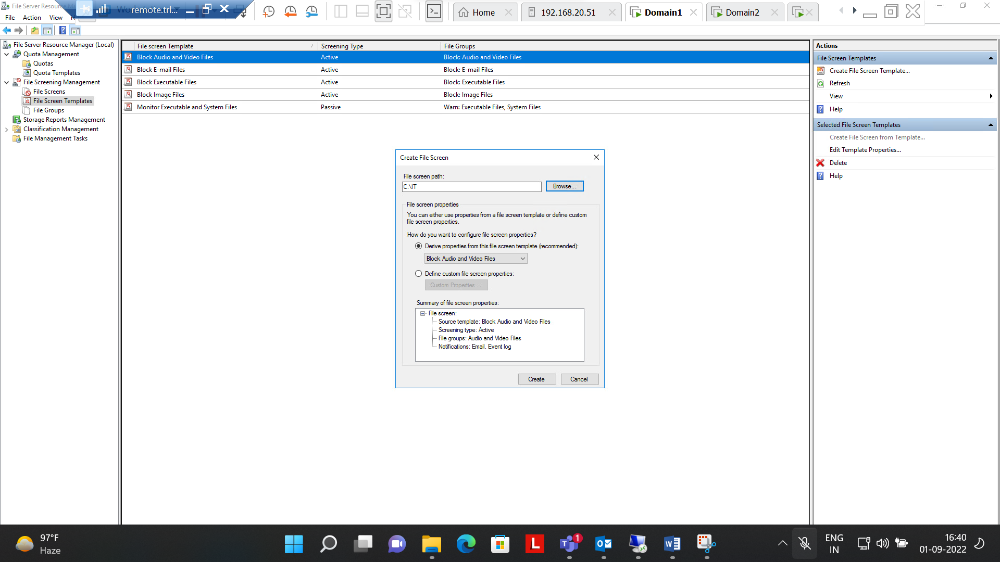 File Server Resource M
remote.trl...
Home
192.168.20.51
Domain1
Domain2
File
Action
View
File Server Resource Manager (Local)
Quota Management
Quotas
Quota Templates
File Screening Management
File Screens
File Screen Templates
File Groups
Storage Reports Management
Classification Management
File Management Tasks
File screen Template
Screening Type
File Groups
Block Audio and Video Files
Active
Block: Audio and Video Files
Block E-mail Files
Active
Block: E-mail Files
Block Executable Files
Active
Block: Executable Files
Block Image Files
Active
Block: Image Files
Monitor Executable and System Files
Passive
Warn: Executable Files, System Files
Create File Screen
File screen path:
C:\IT
Browse...
File screen properties
You can either use properties from a file screen template or define custom
file screen properties.
How do you want to configure file screen properties?
Derive properties from this file screen template (recommended):
Block Audio and Video Files
Define custom file screen properties:
Custom Properties ...
Summary of file screen properties:
File screen:
Source template: Block Audio and Video Files
Screening type: Active
File groups: Audio and Video Files
Notifications: Email, Event log
Create
Cancel
Actions
File Screen Templates
Create File Screen Template...
Refresh
View
Help
Selected File Screen Templates
Create File Screen from Template...
Edit Template Properties...
Delete
Help
97°F
Haze
L
1
ENG
IN
16:40
01-09-2022